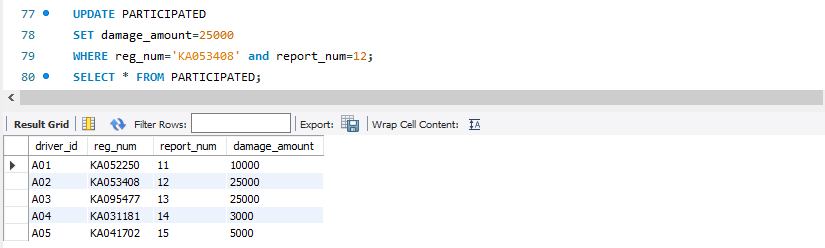 77 UPDATE PARTICIPATED
78 SET damage_amount=25000
79 WHERE reg_num='KA053408' and report_num=12;
80 SELECT * FROM PARTICIPATED;
Result Grid Filter Rows: Export: Wrap Cell Content:
driver_id reg_num report_num damage_amount
A01 KA052250 11 10000
A02 KA053408 12 25000
A03 KA095477 13 25000
A04 KA031181 14 3000
A05 KA041702 15 5000